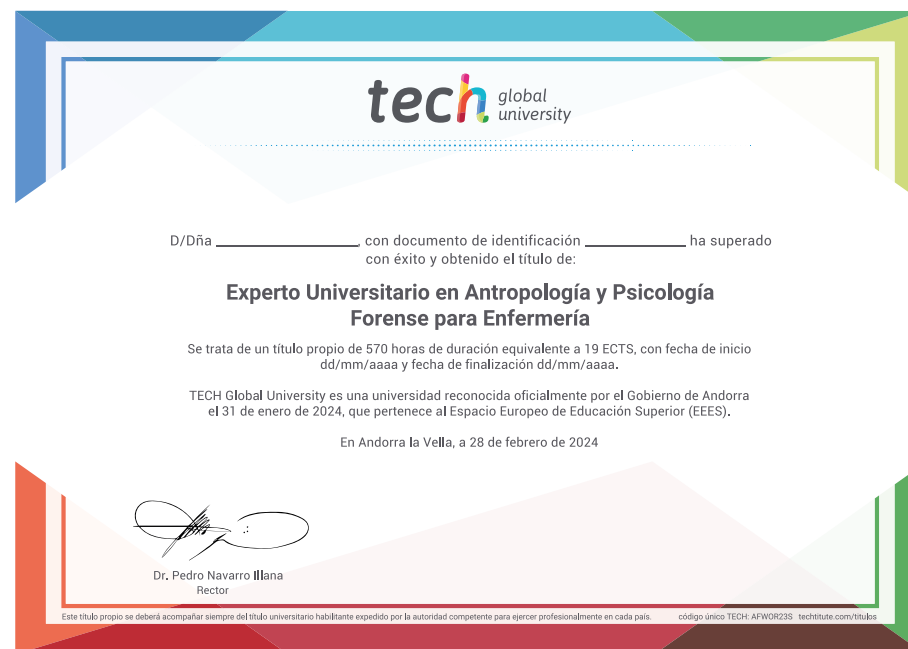 tech global university
D/Dña ________________, con documento de identificación ____________ ha superado
con éxito y obtenido el título de:
Experto Universitario en Antropología y Psicología
Forense para Enfermería
Se trata de un título propio de 570 horas de duración equivalente a 19 ECTS, con fecha de inicio
dd/mm/aaaa y fecha de finalización dd/mm/aaaa.
TECH Global University es una universidad reconocida oficialmente por el Gobierno de Andorra
el 31 de enero de 2024, que pertenece al Espacio Europeo de Educación Superior (EEES).
En Andorra la Vella, a 28 de febrero de 2024
Dr. Pedro Navarro Illana
Rector
Este título propio se deberá acompañar siempre del título universitario habilitante expedido por la autoridad competente para ejercer profesionalmente en cada país. código único TECH: AFWOR23S techtitute.com/titulos